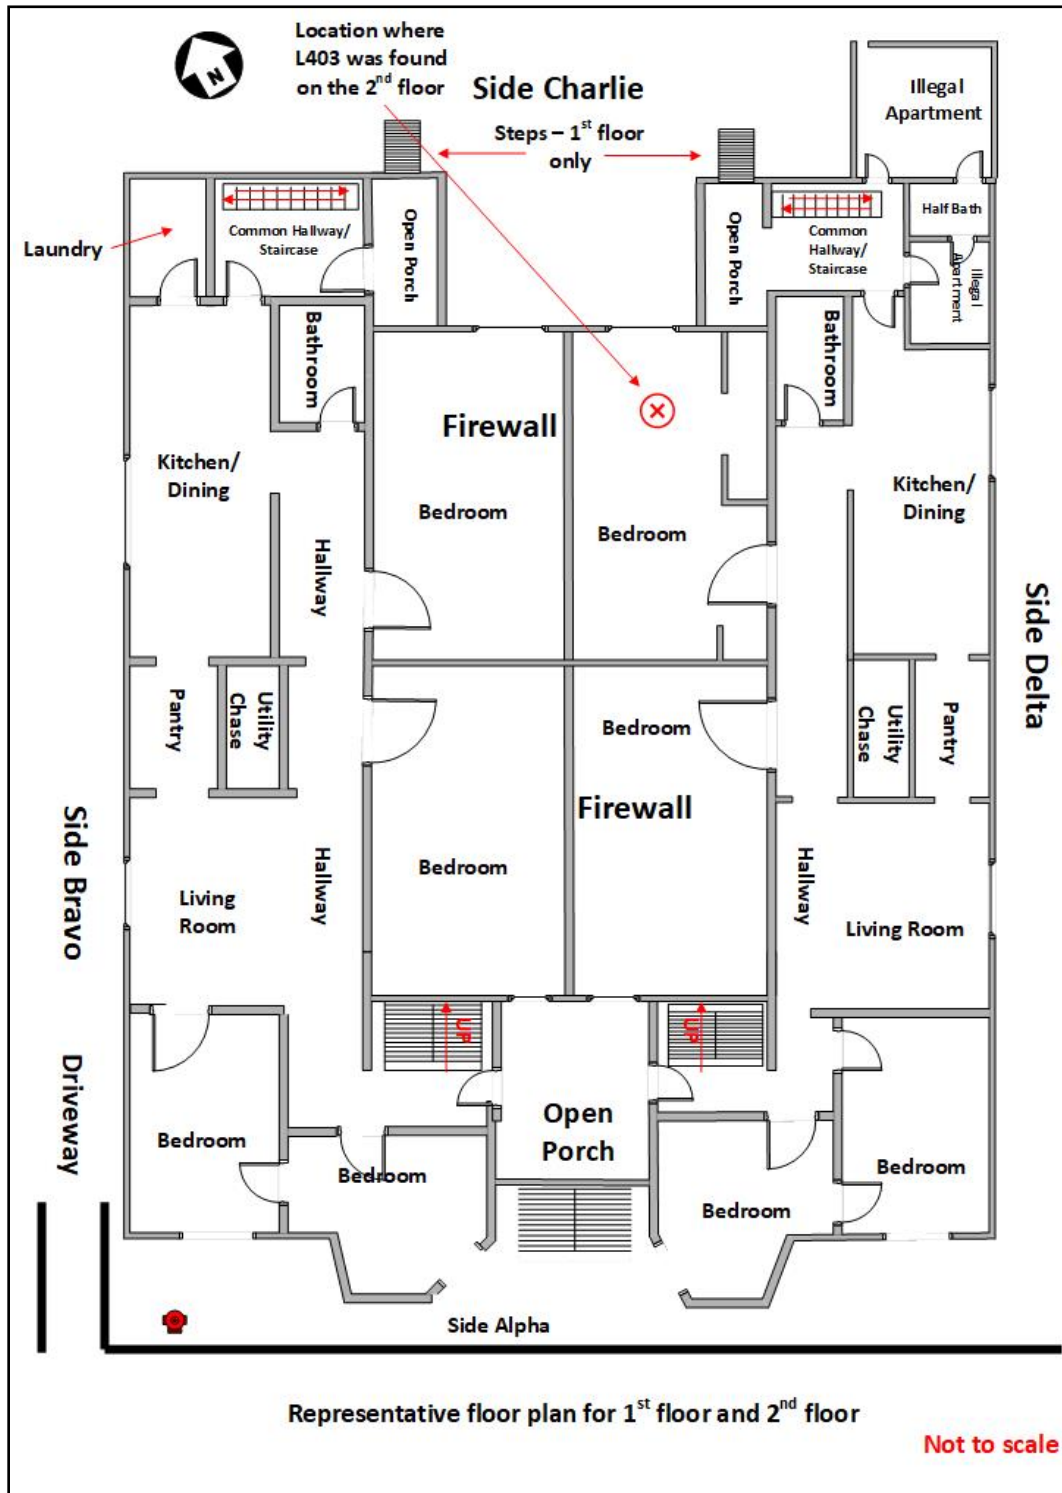 Location where
L403 was found
on the 2nd floor
N
Side Charlie
Steps – 1st floor
only
Illegal
Apartment
Laundry
Common Hallway/
Staircase
Open Porch
Open Porch
Common
Hallway/
Staircase
Half Bath
Illegal
Apartment
Bathroom
Bathroom
Firewall
Kitchen/
Dining
Bedroom
Bedroom
Kitchen/
Dining
Hallway
Side Delta
Pantry
Utility
Chase
Bedroom
Utility
Chase
Pantry
Firewall
Side Bravo
Living
Room
Hallway
Bedroom
Hallway
Living Room
UP
UP
Driveway
Bedroom
Bedroom
Open
Porch
Bedroom
Bedroom
Side Alpha
Representative floor plan for 1st floor and 2nd floor
Not to scale